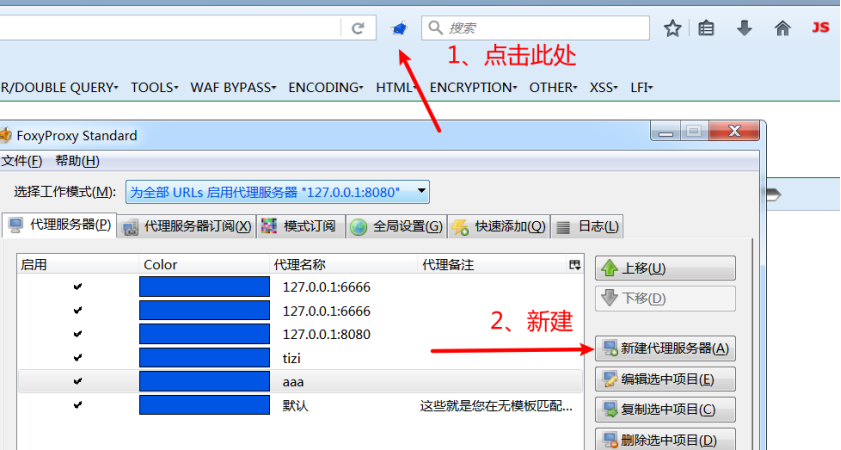 搜索
JS
1、点击此处
R/DOUBLE QUERY TOOLS WAF BYPASS ENCODING HTML ENCRYPTION OTHER XSS LFI
FoxyProxy Standard
文件(F) 帮助(H)
选择工作模式(M): 为全部 URLs 启用代理服务器 "127.0.0.1:8080"
代理服务器(P) 代理服务器订阅(X) 模式订阅 全局设置(G) 快速添加(Q) 日志(L)
启用 Color 代理名称 代理备注
127.0.0.1:6666
127.0.0.1:6666
127.0.0.1:8080
tizi
aaa
默认 这些就是您在无模板匹配...
上移(U)
下移(D)
2、新建
新建代理服务器(A)
编辑选中项目(E)
复制选中项目(C)
删除选中项目(D)